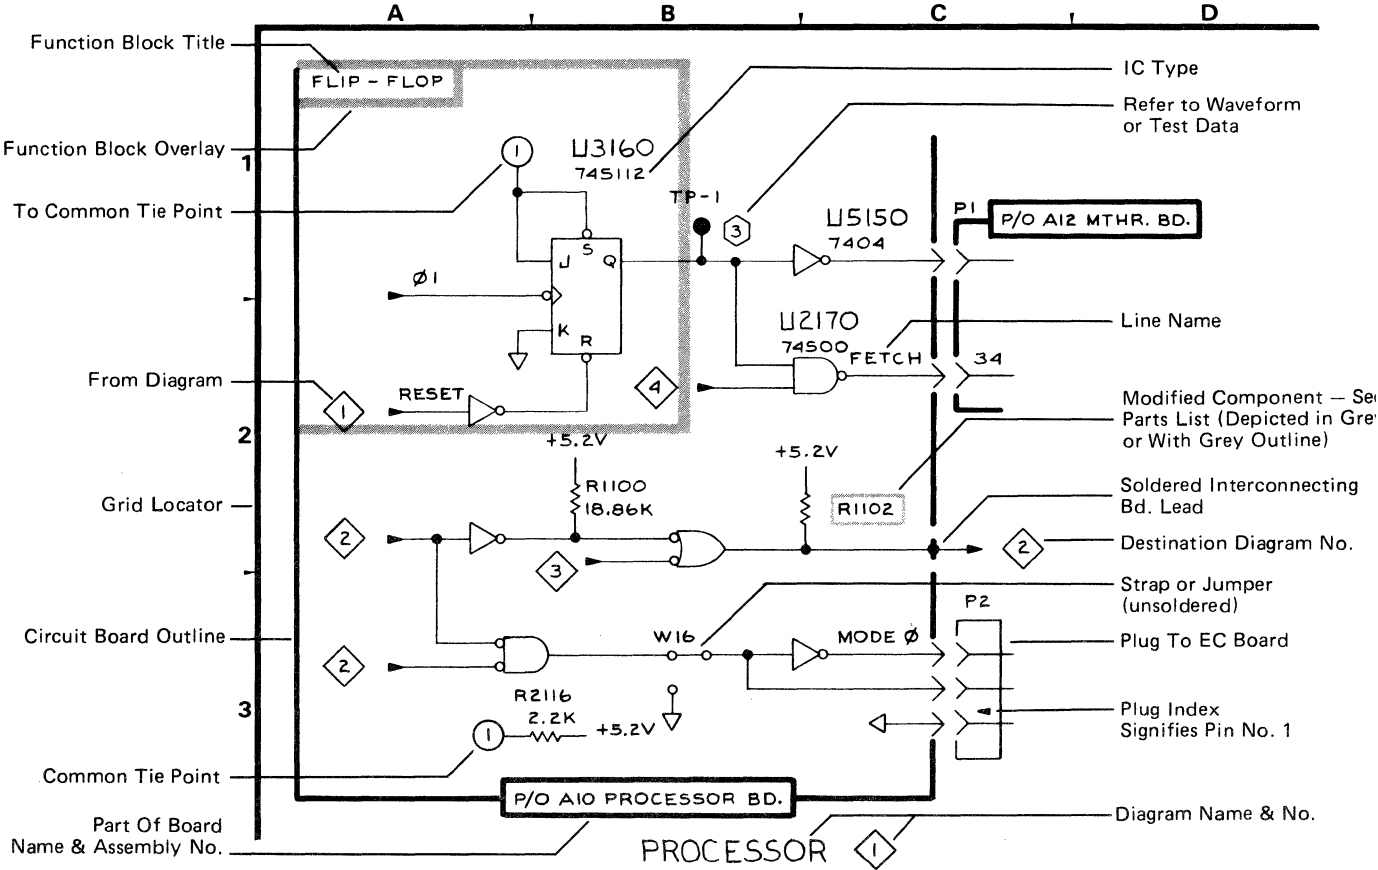 A B C D
Function Block Title
FLIP - FLOP
IC Type
Refer to Waveform
or Test Data
Function Block Overlay
1
1
U3160
74S112
TP-1
3
U5150
7404
P1
P/O A12 MTHR. BD.
To Common Tie Point
S
J
Q
Ø1
K
R
U2170
74S00
FETCH
34
Line Name
From Diagram
1
RESET
4
Modified Component — See
Parts List (Depicted in Grey
or With Grey Outline)
2
+5.2V
+5.2V
Grid Locator
R1100
18.86K
R1102
Soldered Interconnecting
Bd. Lead
2
3
2
Destination Diagram No.
Strap or Jumper
(unsoldered)
P2
Circuit Board Outline
2
W16
MODE Ø
Plug To EC Board
3
R2116
2.2K
1
+5.2V
Plug Index
Signifies Pin No. 1
Common Tie Point
P/O A10 PROCESSOR BD.
Part Of Board
Name & Assembly No.
PROCESSOR
1
Diagram Name & No.